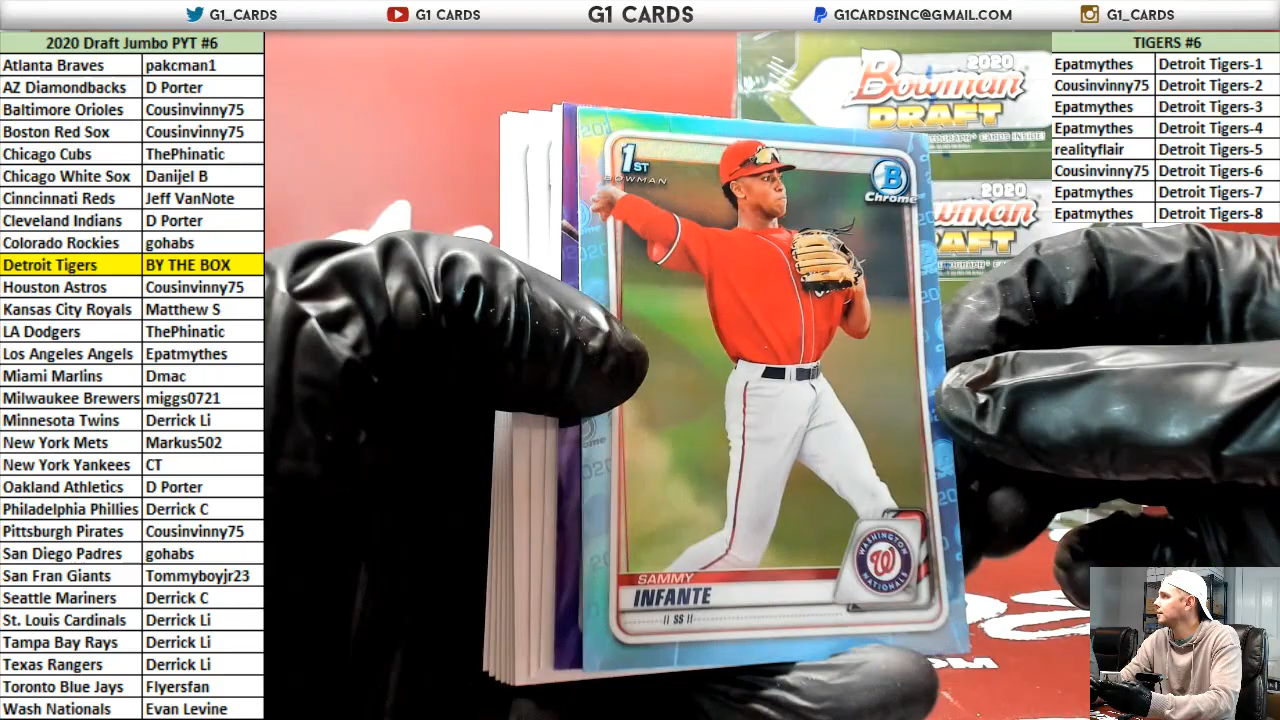 G1_CARDS
G1 CARDS
G1 CARDS
G1CARDSINC@GMAIL.COM
G1_CARDS
2020 Draft Jumbo PYT #6
Atlanta Braves pakcman1
AZ Diamondbacks D Porter
Baltimore Orioles Cousinvinny75
Boston Red Sox Cousinvinny75
Chicago Cubs ThePhinatic
Chicago White Sox Danijel B
Cinncinnati Reds Jeff VanNote
Cleveland Indians D Porter
Colorado Rockies gohabs
Detroit Tigers BY THE BOX
Houston Astros Cousinvinny75
Kansas City Royals Matthew S
LA Dodgers ThePhinatic
Los Angeles Angels Epatmythes
Miami Marlins Dmac
Milwaukee Brewers miggs0721
Minnesota Twins Derrick Li
New York Mets Markus502
New York Yankees CT
Oakland Athletics D Porter
Philadelphia Phillies Derrick C
Pittsburgh Pirates Cousinvinny75
San Diego Padres gohabs
San Fran Giants Tommyboyjr23
Seattle Mariners Derrick C
St. Louis Cardinals Derrick Li
Tampa Bay Rays Derrick Li
Texas Rangers Derrick Li
Toronto Blue Jays Flyersfan
Wash Nationals Evan Levine
TIGERS #6
Epatmythes Detroit Tigers-1
Cousinvinny75 Detroit Tigers-2
Epatmythes Detroit Tigers-3
Epatmythes Detroit Tigers-4
realityflair Detroit Tigers-5
Cousinvinny75 Detroit Tigers-6
Epatmythes Detroit Tigers-7
Epatmythes Detroit Tigers-8
2020
Bowman
DRAFT
CARDS INSIDE!
2020
wman
AFT
1ST
BOWMAN
B
Chrome
WASHINGTON
W
NATIONALS
SAMMY
INFANTE
SS
.COM